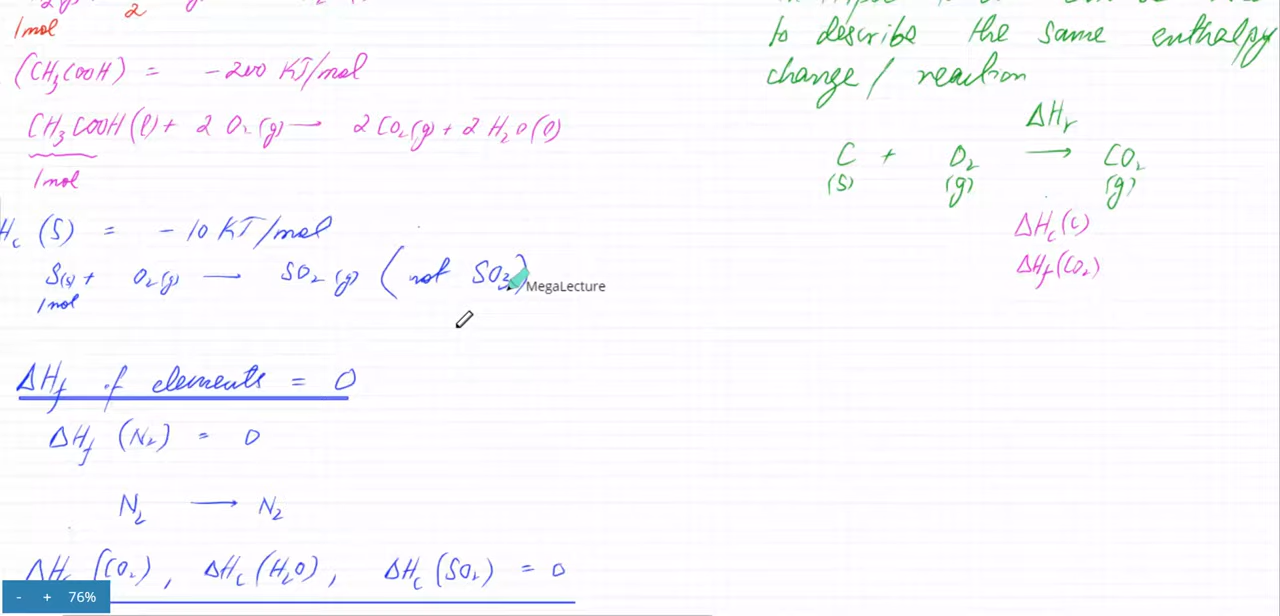 1mol
(CH3COOH) = -200 KJ/mol
CH3COOH(l) + 2 O2(g) → 2 CO2(g) + 2 H2O(l)
1mol
Hc (S) = -10 KJ/mol
S(s) + O2(g) → SO2(g) (not SO3)
1mol
MegaLecture
ΔHf of elements = 0
ΔHf (N2) = 0
N2 → N2
ΔHc (CO2), ΔHc (H2O), ΔHc (SO2) = 0
- + 76%
to describe the same enthalpy
change / reaction
ΔHr
C + O2 → CO2
(s) (g) (g)
ΔHc(C)
ΔHf(CO2)